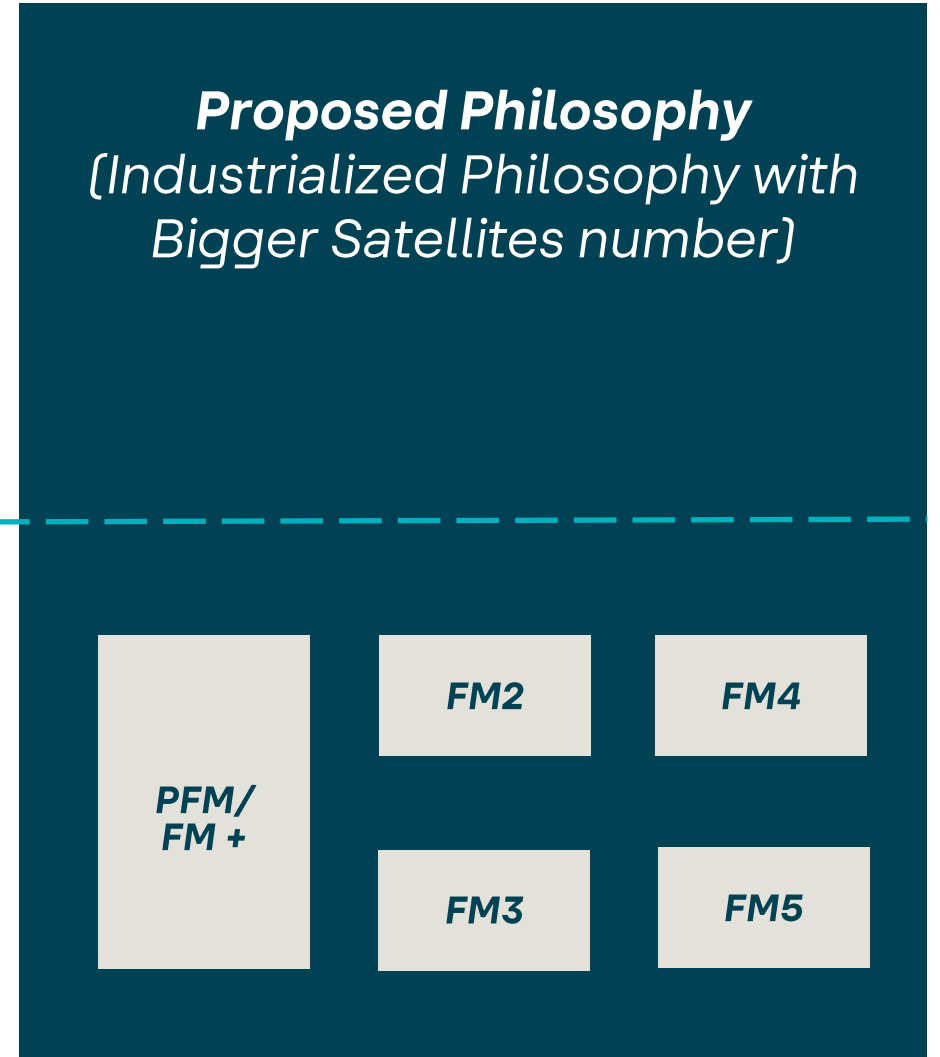 Proposed Philosophy
(Industrialized Philosophy with
Bigger Satellites number)
PFM/
FM +
FM2
FM4
FM3
FM5